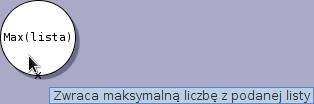 Max(lista)
x
Zwraca maksymalną liczbę z podanej listy